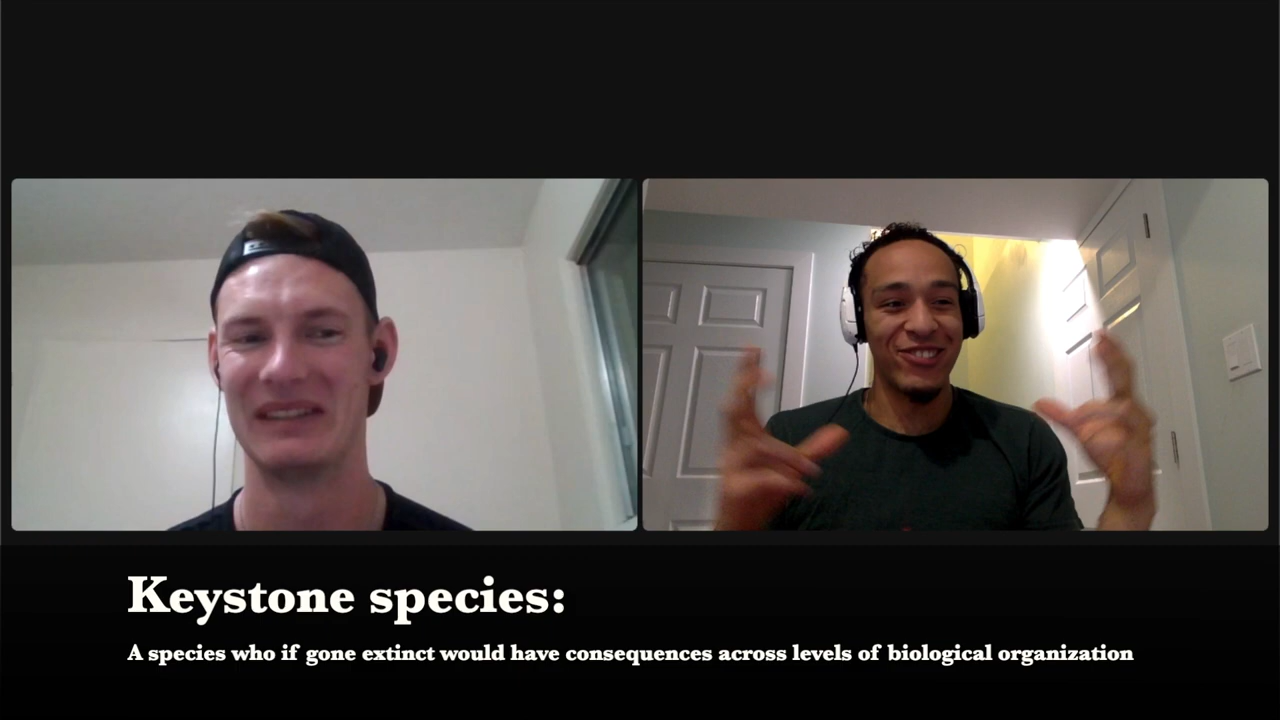 Keystone species:
A species who if gone extinct would have consequences across levels of biological organization